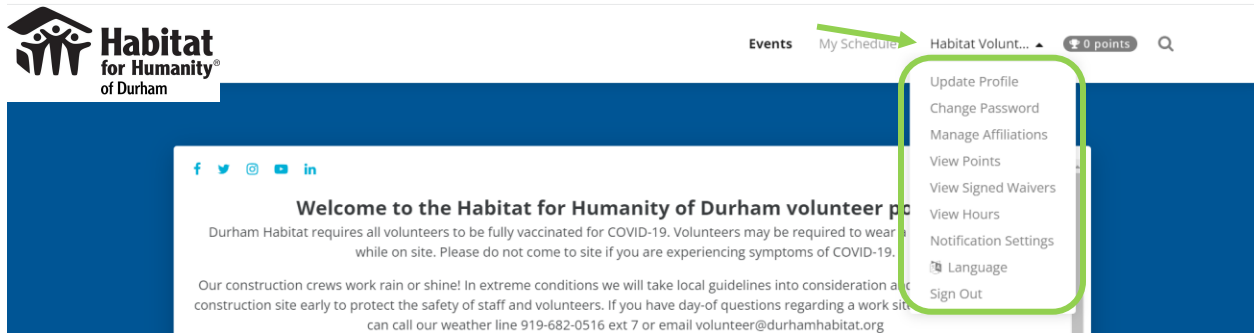 Habitat
for Humanity®
of Durham
Events My Schedule Habitat Volunt... 0 points
Update Profile
Change Password
Manage Affiliations
View Points
View Signed Waivers
View Hours
Notification Settings
Language
Sign Out
Welcome to the Habitat for Humanity of Durham volunteer po
Durham Habitat requires all volunteers to be fully vaccinated for COVID-19. Volunteers may be required to wear a
while on site. Please do not come to site if you are experiencing symptoms of COVID-19.
Our construction crews work rain or shine! In extreme conditions we will take local guidelines into consideration
construction site early to protect the safety of staff and volunteers. If you have day-of questions regarding a work
can call our weather line 919-682-0516 ext 7 or email volunteer@durhamhabitat.org